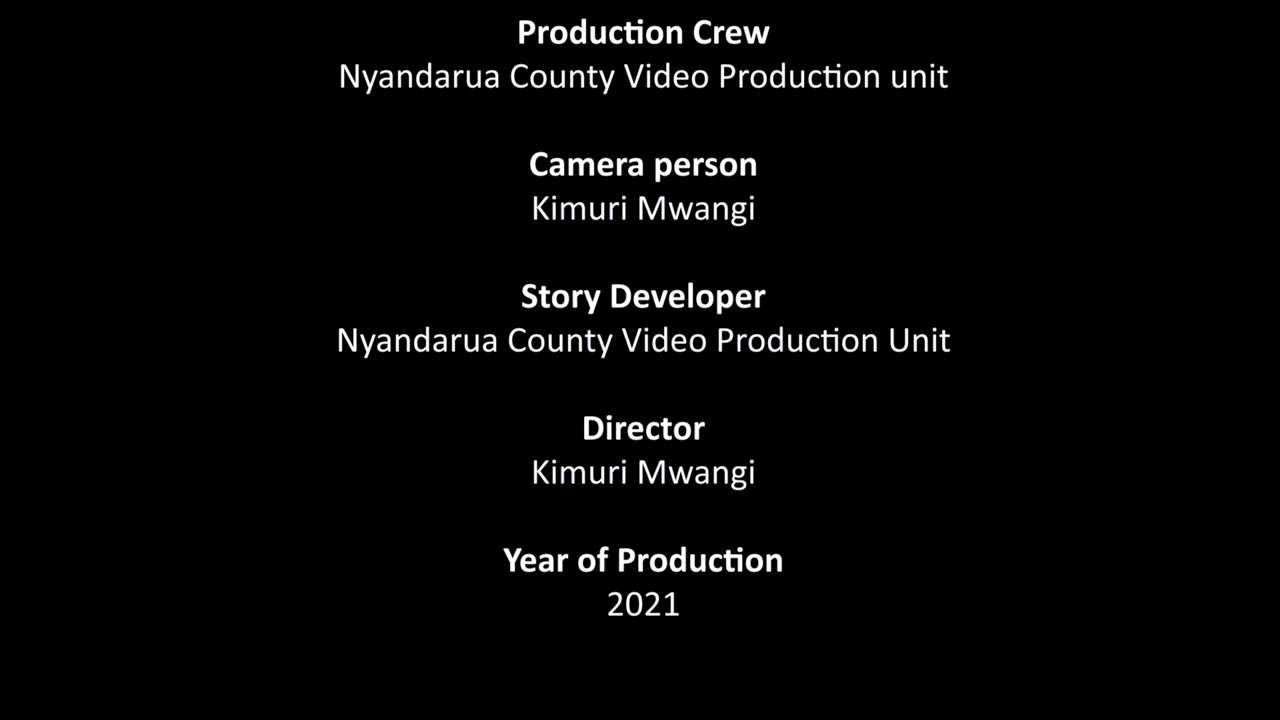 Production Crew
Nyandarua County Video Production unit
Camera person
Kimuri Mwangi
Story Developer
Nyandarua County Video Production Unit
Director
Kimuri Mwangi
Year of Production
2021